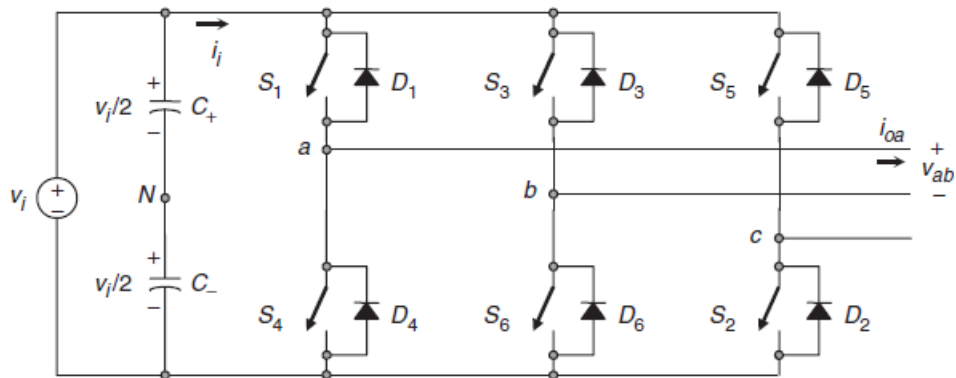 i_i
+
S_1
D_1
S_3
D_3
S_5
D_5
v_i/2
C_+
−
i_oa
+
a
v_ab
v_i
+
−
N
b
−
c
+
v_i/2
C_−
−
S_4
D_4
S_6
D_6
S_2
D_2